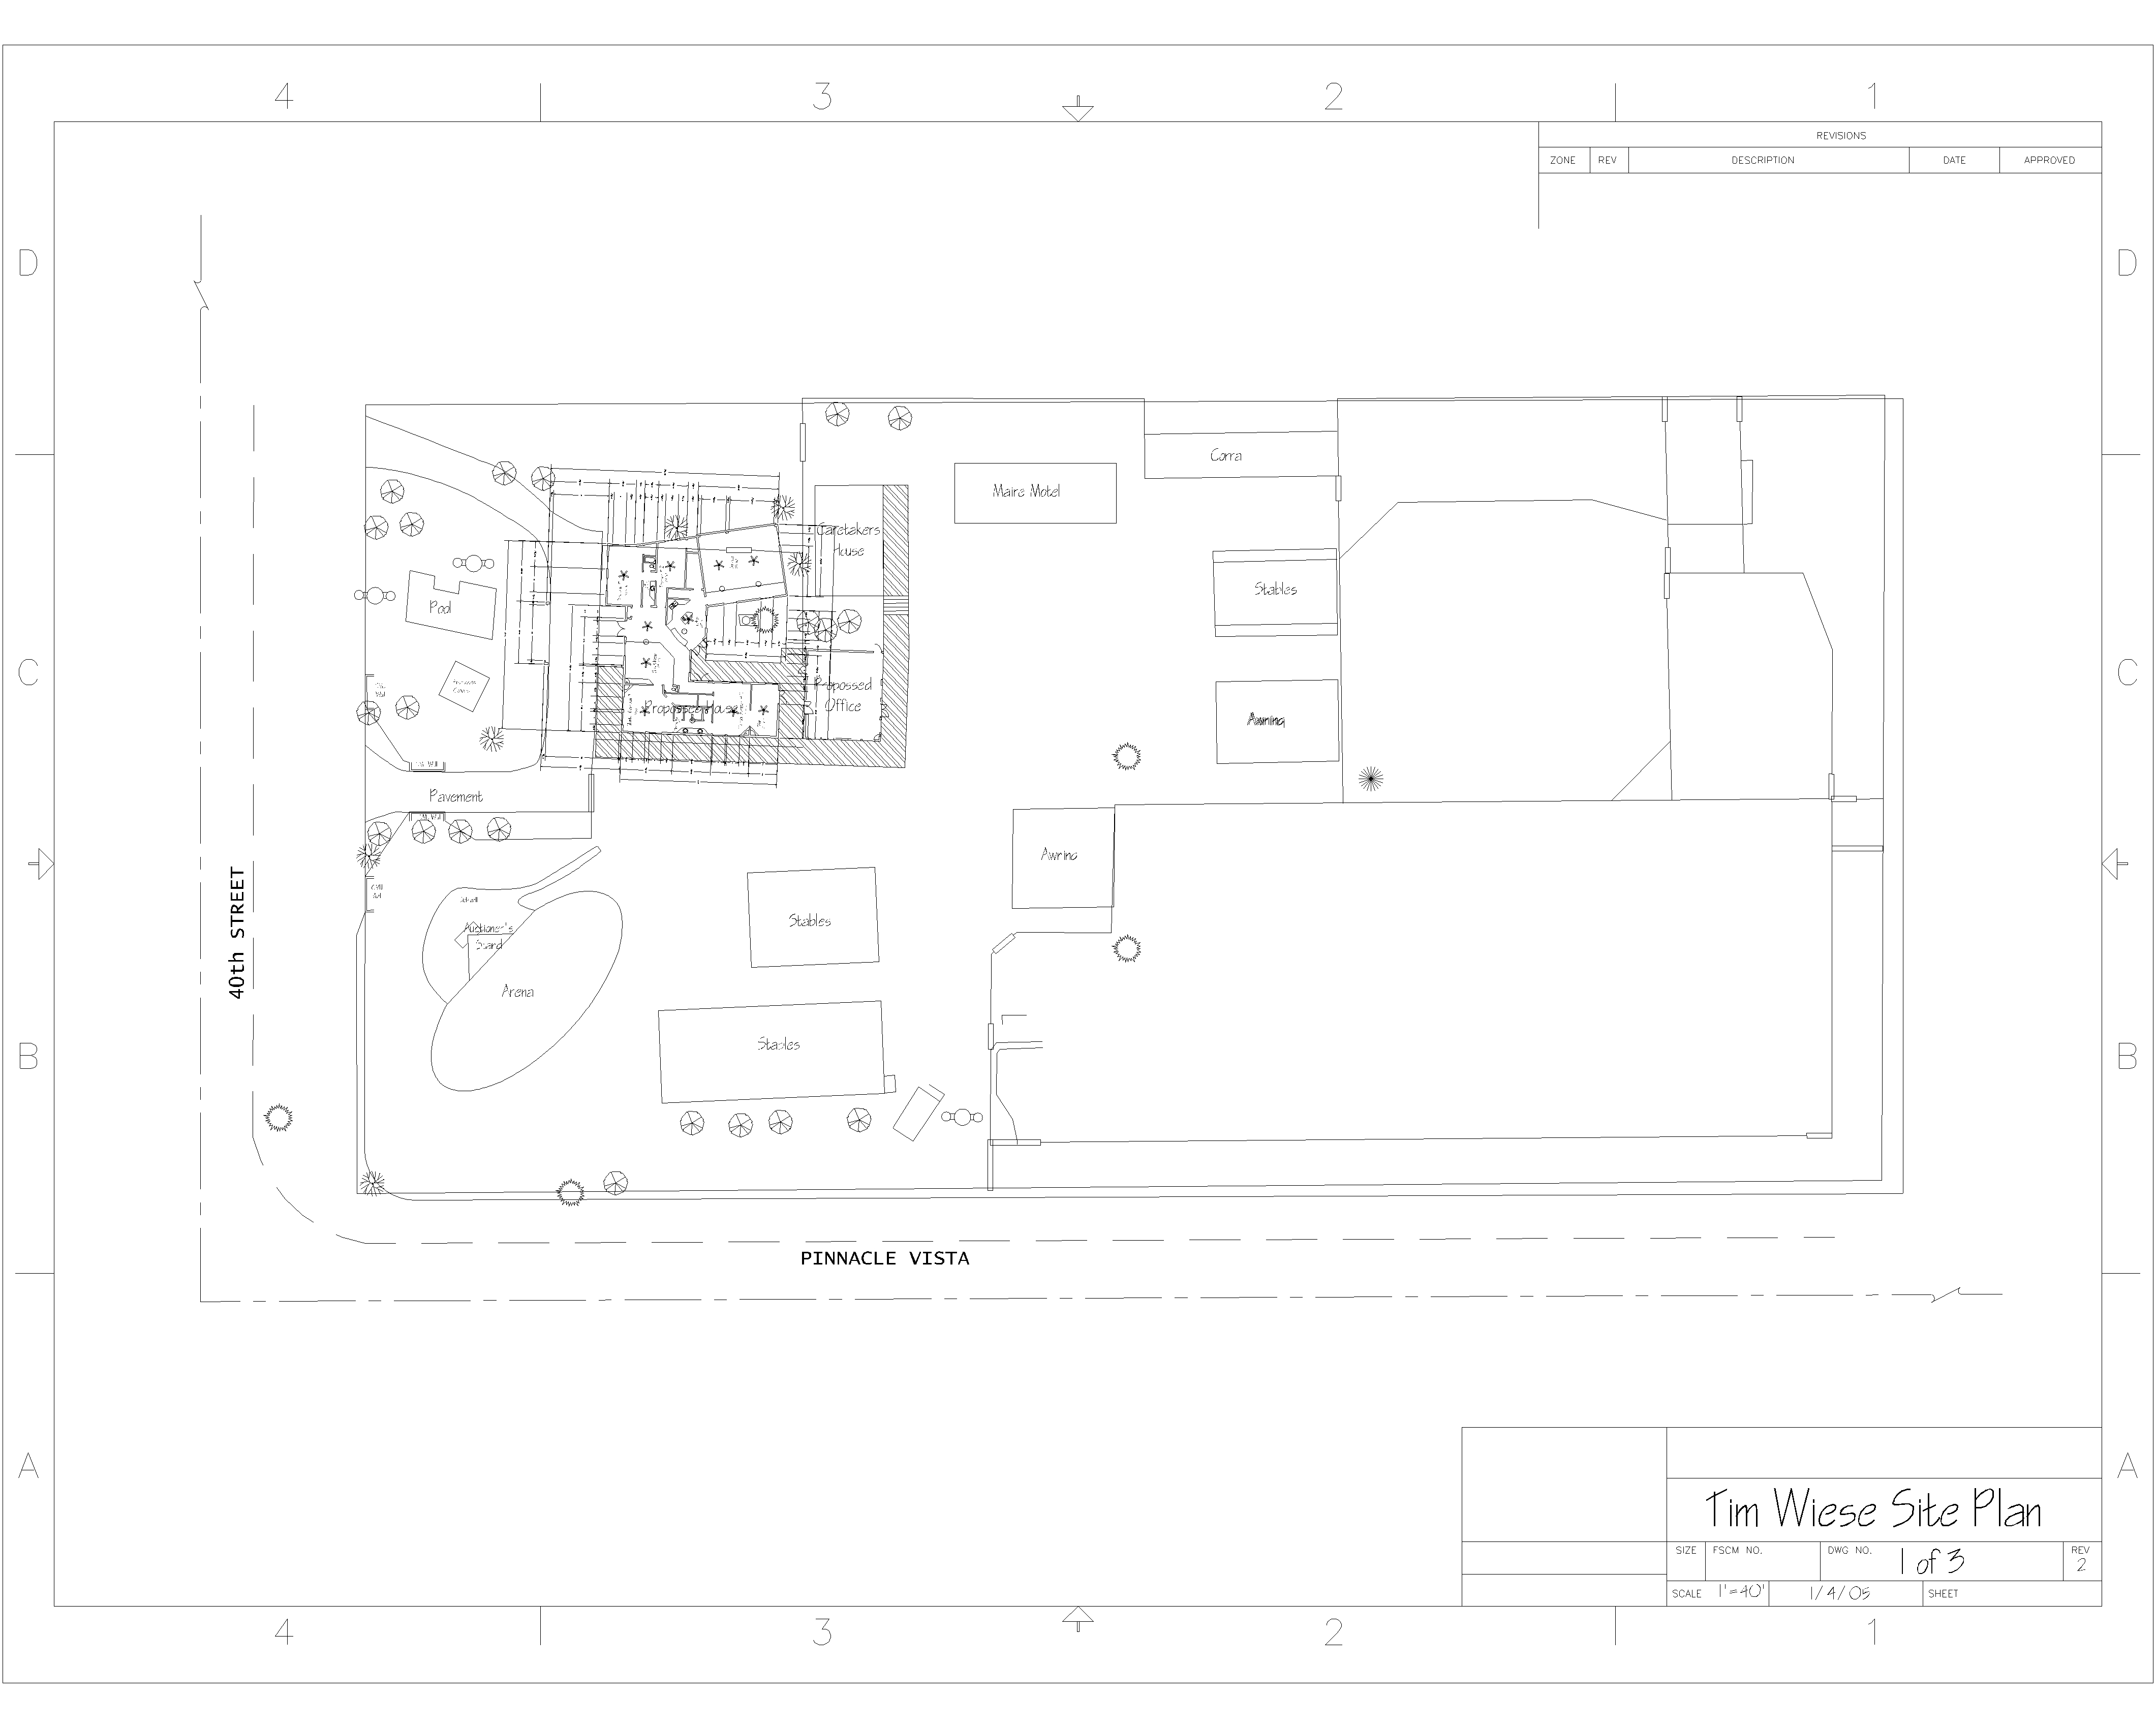 4 3 2 1
REVISIONS
ZONE REV DESCRIPTION DATE APPROVED
D D
Corra
Maire Motel
Caretakers
House
Stables
Pool
C C
Propossed
Office
Propossed House
Awning
Pavement
40th STREET
Awning
Stables
Auctioner's
Stand
Arena
Stables
B B
PINNACLE VISTA
A A
Tim Wiese Site Plan
SIZE FSCM NO. DWG NO. 1 of 3 REV
2
SCALE 1'=40' 1/4/05 SHEET
4 3 2 1